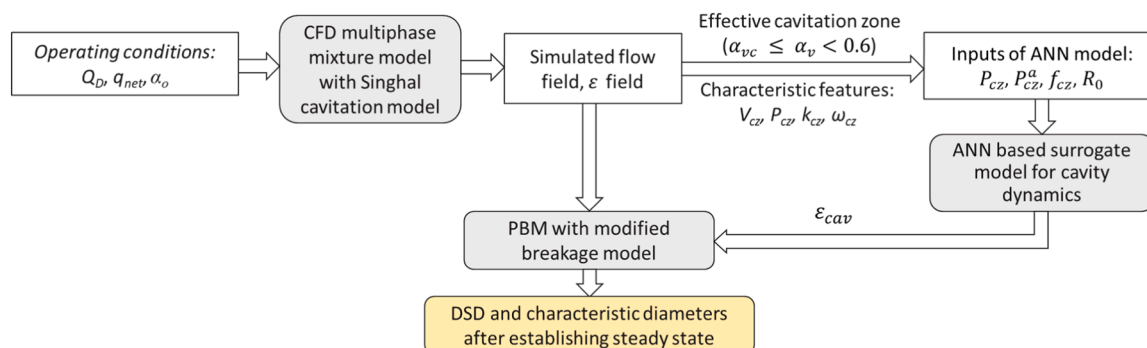 Operating conditions:
Q_D, q_net, α_o
CFD multiphase
mixture model
with Singhal
cavitation model
Simulated flow
field, ε field
Effective cavitation zone
(α_vc ≤ α_v < 0.6)
Characteristic features:
V_cz, P_cz, k_cz, ω_cz
Inputs of ANN model:
P_cz, P_cz^a, f_cz, R_0
ANN based surrogate
model for cavity
dynamics
ε_cav
PBM with modified
breakage model
DSD and characteristic diameters
after establishing steady state